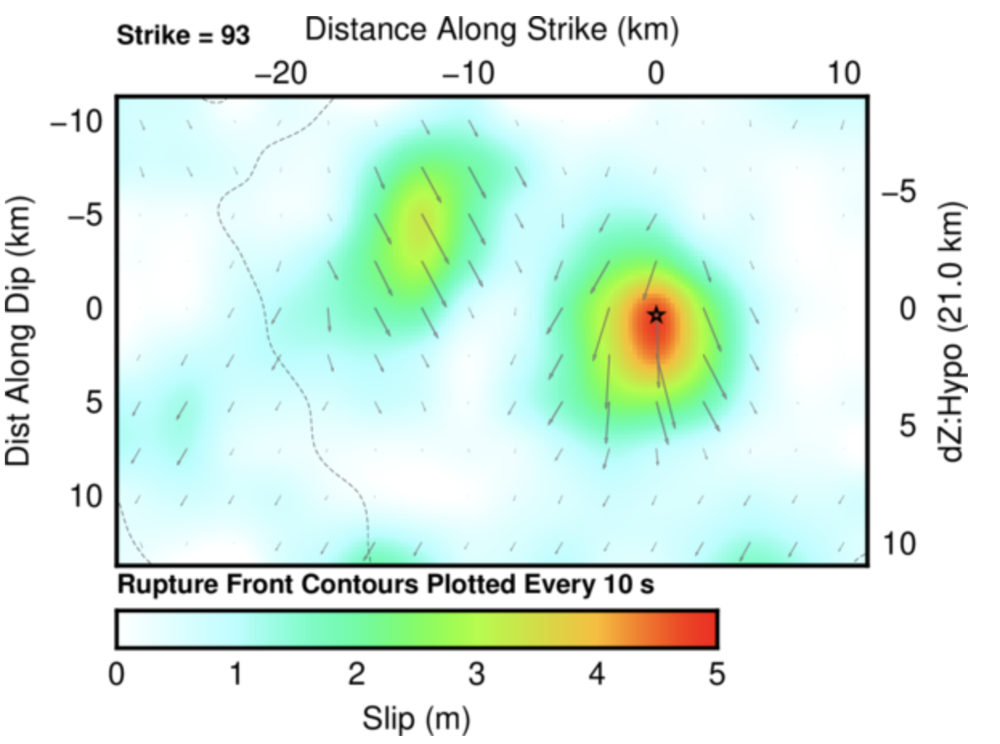 Strike = 93 Distance Along Strike (km)
−20 −10 0 10
−10
−5
0
5
10
Dist Along Dip (km)
−5
0
5
10
dZ:Hypo (21.0 km)
Rupture Front Contours Plotted Every 10 s
0 1 2 3 4 5
Slip (m)